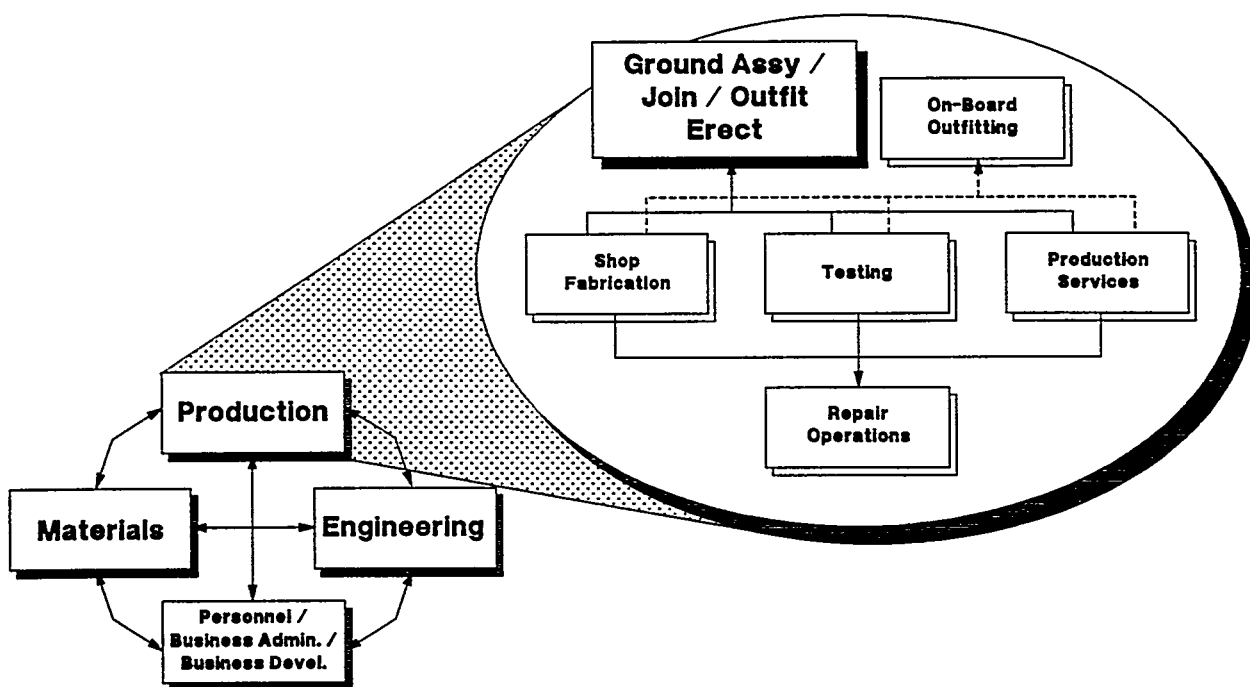 Ground Assy /
Join / Outfit
Erect
On-Board
Outfitting
Shop
Fabrication
Testing
Production
Services
Repair
Operations
Production
Materials
Engineering
Personnel /
Business Admin. /
Business Devel.